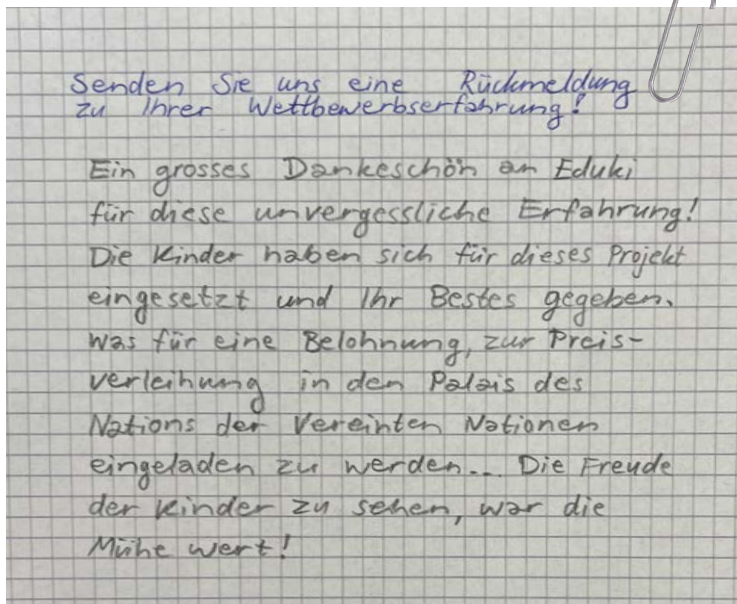 Senden Sie uns eine Rückmeldung
zu Ihrer Wettbewerbserfahrung!
Ein grosses Dankeschön an Eduki
für diese unvergessliche Erfahrung!
Die Kinder haben sich für dieses Projekt
eingesetzt und Ihr Bestes gegeben.
Was für eine Belohnung, zur Preis-
verleihung in den Palais des
Nations der Vereinten Nationen
eingeladen zu werden... Die Freude
der Kinder zu sehen, war die
Mühe wert!